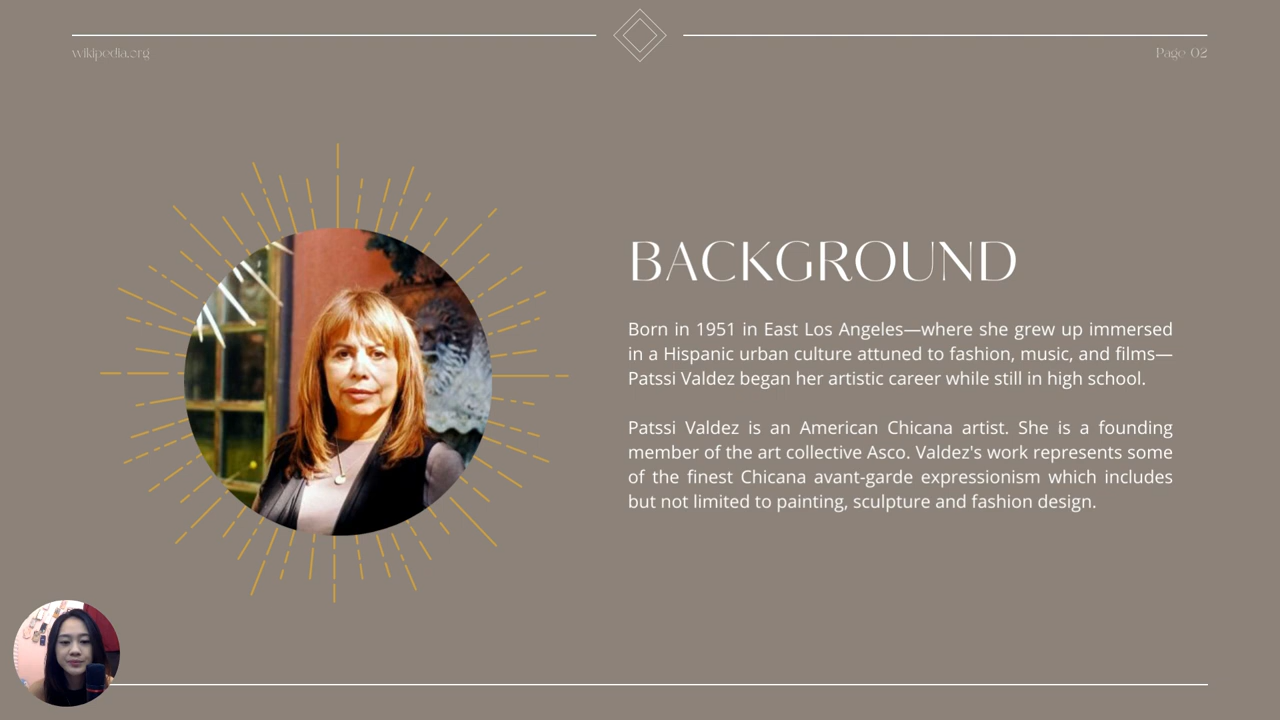 wikipedia.org
Page 02
BACKGROUND
Born in 1951 in East Los Angeles—where she grew up immersed
in a Hispanic urban culture attuned to fashion, music, and films—
Patssi Valdez began her artistic career while still in high school.
Patssi Valdez is an American Chicana artist. She is a founding
member of the art collective Asco. Valdez's work represents some
of the finest Chicana avant-garde expressionism which includes
but not limited to painting, sculpture and fashion design.